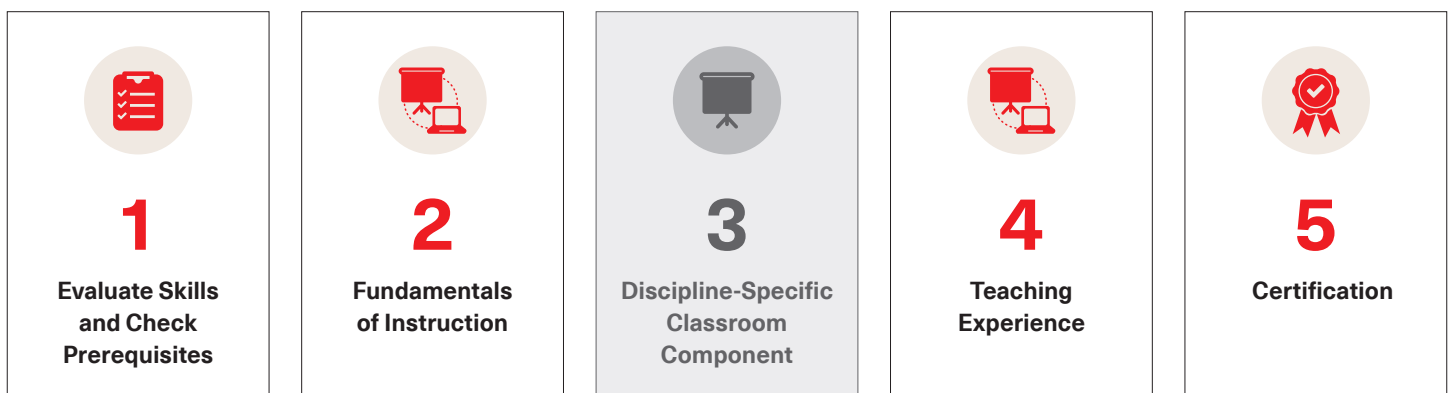 1
Evaluate Skills
and Check
Prerequisites
2
Fundamentals
of Instruction
3
Discipline-Specific
Classroom
Component
4
Teaching
Experience
5
Certification